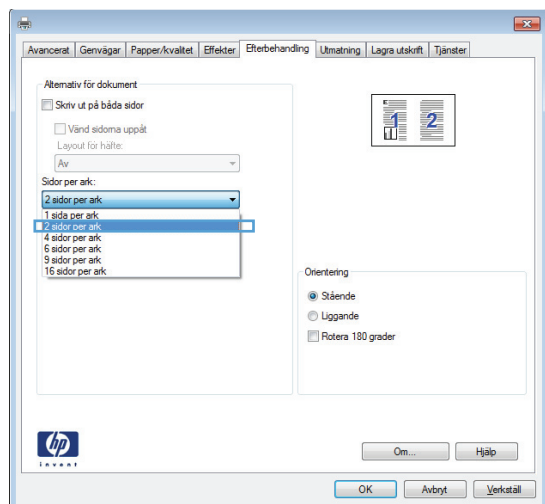 Avancerat Genvägar Papper/kvalitet Effekter Efterbehandling Utmatning Lagra utskrift Tjänster
Alternativ för dokument
Skriv ut på båda sidor
Vänd sidorna uppåt
Layout för häfte:
Av
Sidor per ark:
2 sidor per ark
1 sida per ark
2 sidor per ark
4 sidor per ark
6 sidor per ark
9 sidor per ark
16 sidor per ark
1 2
Orientering
Stående
Liggande
Rotera 180 grader
hp
invent
Om... Hjälp
OK Avbryt Verkställ